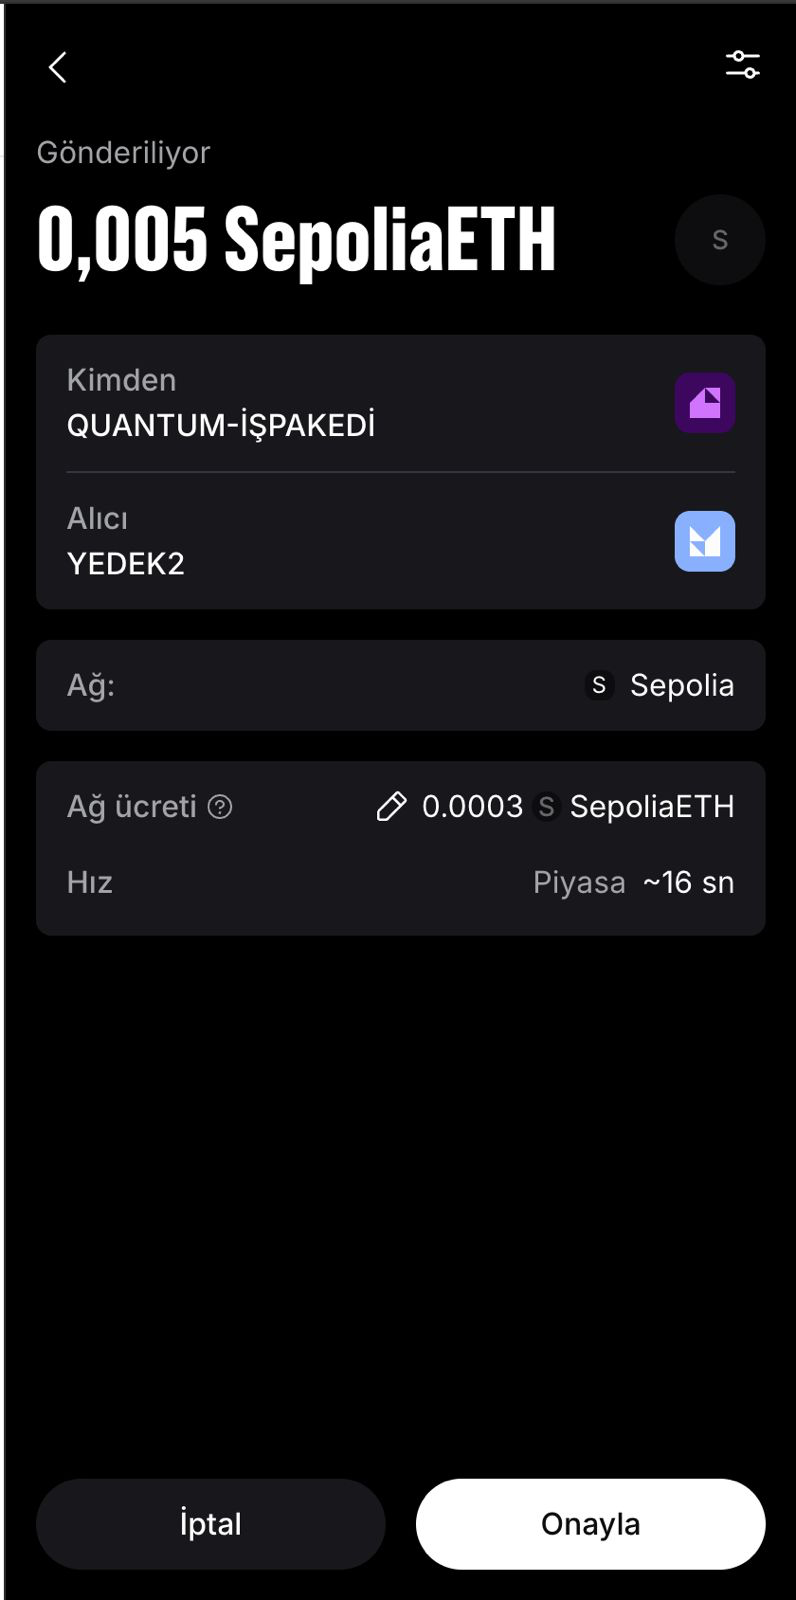 Gönderiliyor
0,005 SepoliaETH
S
Kimden
QUANTUM-İŞPAKEDİ
Alıcı
YEDEK2
Ağ: S Sepolia
Ağ ücreti ? 0.0003 S SepoliaETH
Hız Piyasa ~16 sn
İptal Onayla